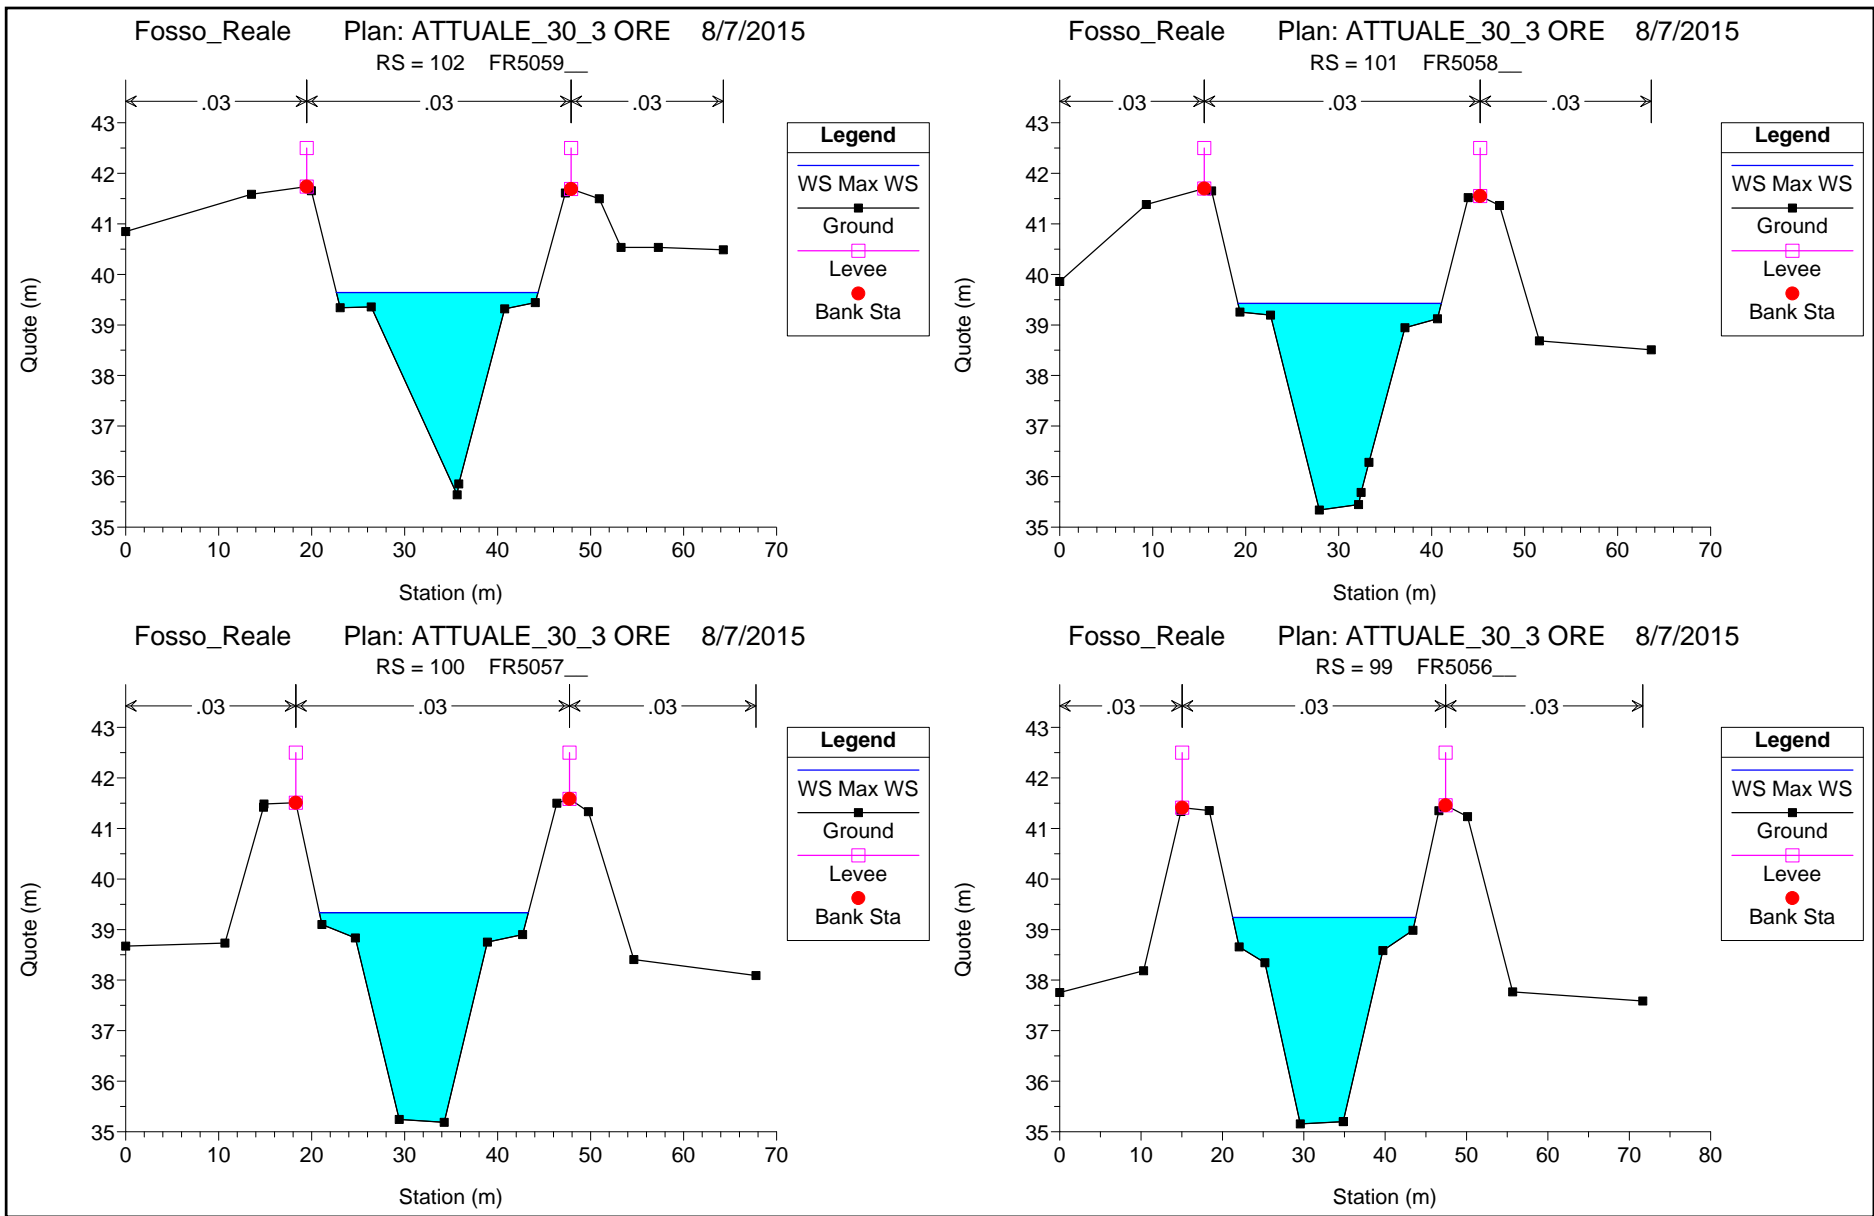 Fosso_Reale Plan: ATTUALE_30_3 ORE 8/7/2015
RS = 102 FR5059__
.03 .03 .03
43
42
41
40
39
38
37
36
35
Quote (m)
0 10 20 30 40 50 60 70
Station (m)
Legend
WS Max WS
Ground
Levee
Bank Sta
Fosso_Reale Plan: ATTUALE_30_3 ORE 8/7/2015
RS = 101 FR5058__
.03 .03 .03
43
42
41
40
39
38
37
36
35
Quote (m)
0 10 20 30 40 50 60 70
Station (m)
Legend
WS Max WS
Ground
Levee
Bank Sta
Fosso_Reale Plan: ATTUALE_30_3 ORE 8/7/2015
RS = 100 FR5057__
.03 .03 .03
43
42
41
40
39
38
37
36
35
Quote (m)
0 10 20 30 40 50 60 70
Station (m)
Legend
WS Max WS
Ground
Levee
Bank Sta
Fosso_Reale Plan: ATTUALE_30_3 ORE 8/7/2015
RS = 99 FR5056__
.03 .03 .03
43
42
41
40
39
38
37
36
35
Quote (m)
0 10 20 30 40 50 60 70 80
Station (m)
Legend
WS Max WS
Ground
Levee
Bank Sta